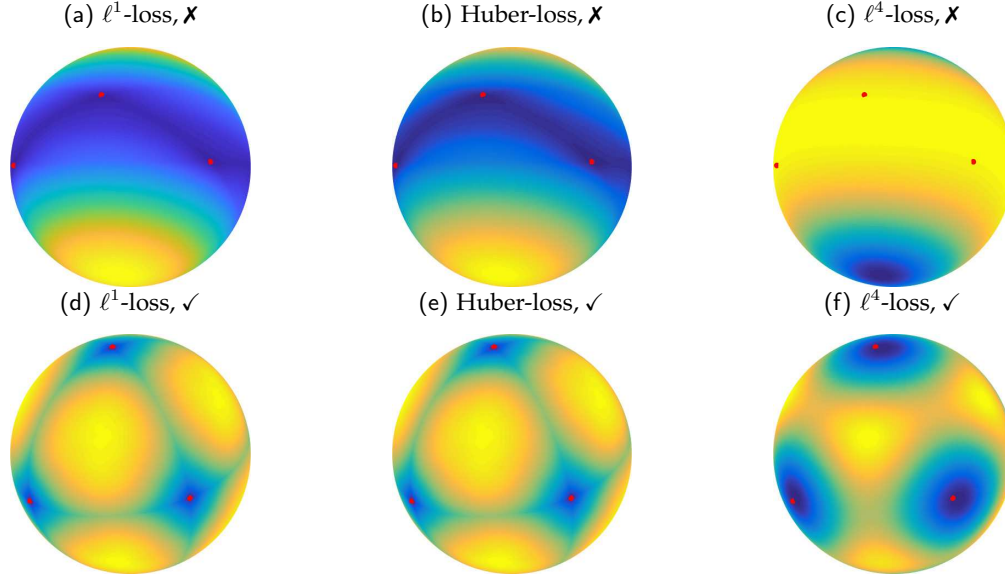 (a) ℓ¹-loss, ✗
(b) Huber-loss, ✗
(c) ℓ⁴-loss, ✗
(d) ℓ¹-loss, ✓
(e) Huber-loss, ✓
(f) ℓ⁴-loss, ✓